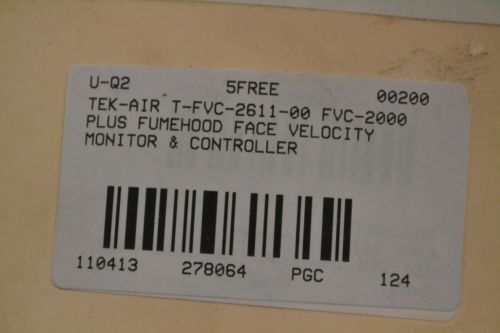 U-Q2 5FREE 00200
TEK-AIR T-FVC-2611-00 FVC-2000
PLUS FUMEHOOD FACE VELOCITY
MONITOR & CONTROLLER
110413 278064 PGC 124